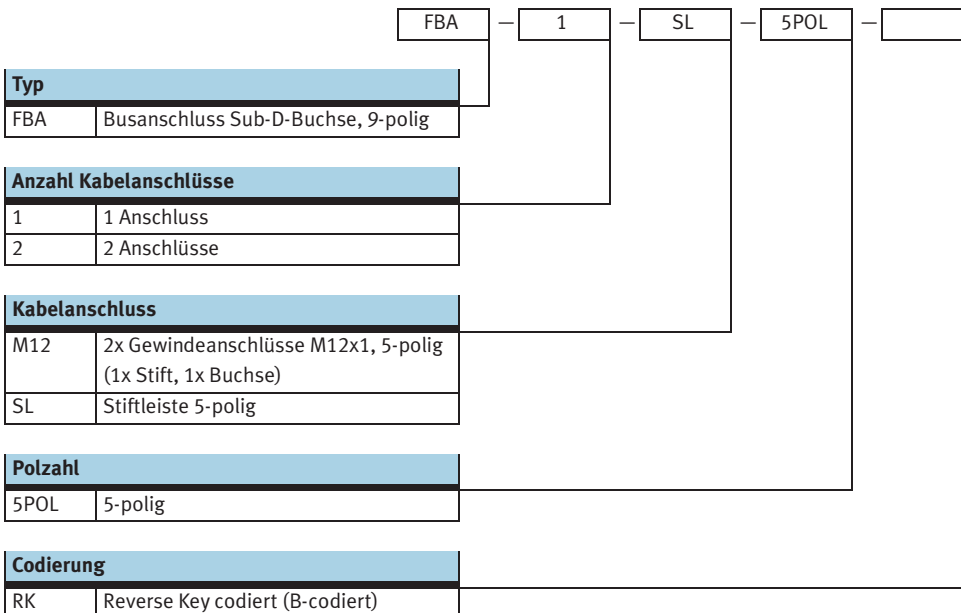 FBA — 1 — SL — 5POL —
Typ
FBA Busanschluss Sub-D-Buchse, 9-polig
Anzahl Kabelanschlüsse
1 1 Anschluss
2 2 Anschlüsse
Kabelanschluss
M12 2x Gewindeanschlüsse M12x1, 5-polig
(1x Stift, 1x Buchse)
SL Stiftleiste 5-polig
Polzahl
5POL 5-polig
Codierung
RK Reverse Key codiert (B-codiert)